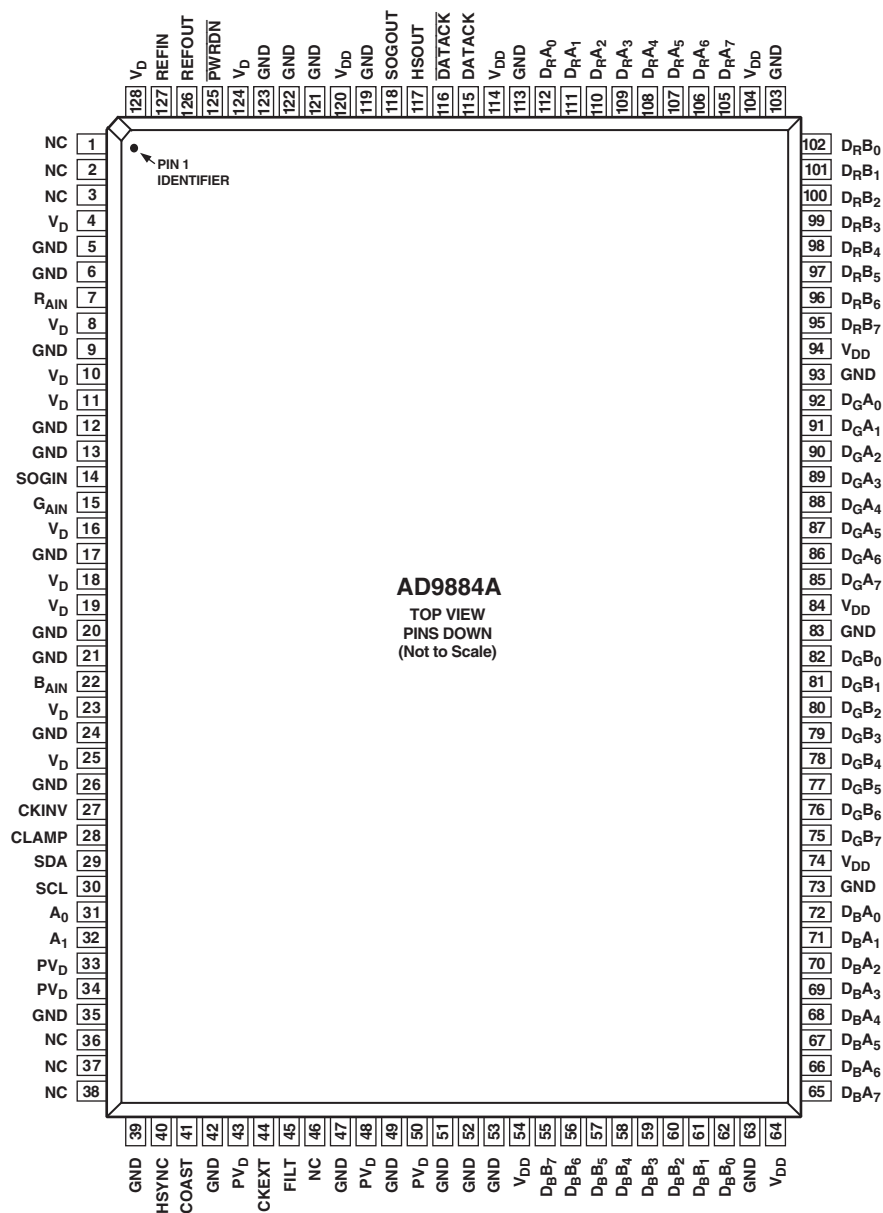 V_D REFIN REFOUT PWRDN V_D GND GND GND V_DD GND SOGOUT HSOUT DATACK DATACK V_DD GND D_RA_0 D_RA_1 D_RA_2 D_RA_3 D_RA_4 D_RA_5 D_RA_6 D_RA_7 V_DD GND
128 127 126 125 124 123 122 121 120 119 118 117 116 115 114 113 112 111 110 109 108 107 106 105 104 103
NC 1
NC 2
NC 3
V_D 4
GND 5
GND 6
R_AIN 7
V_D 8
GND 9
V_D 10
V_D 11
GND 12
GND 13
SOGIN 14
G_AIN 15
V_D 16
GND 17
V_D 18
V_D 19
GND 20
GND 21
B_AIN 22
V_D 23
GND 24
V_D 25
GND 26
CKINV 27
CLAMP 28
SDA 29
SCL 30
A_0 31
A_1 32
PV_D 33
PV_D 34
GND 35
NC 36
NC 37
NC 38
PIN 1
IDENTIFIER
AD9884A
TOP VIEW
PINS DOWN
(Not to Scale)
102 D_RB_0
101 D_RB_1
100 D_RB_2
99 D_RB_3
98 D_RB_4
97 D_RB_5
96 D_RB_6
95 D_RB_7
94 V_DD
93 GND
92 D_GA_0
91 D_GA_1
90 D_GA_2
89 D_GA_3
88 D_GA_4
87 D_GA_5
86 D_GA_6
85 D_GA_7
84 V_DD
83 GND
82 D_GB_0
81 D_GB_1
80 D_GB_2
79 D_GB_3
78 D_GB_4
77 D_GB_5
76 D_GB_6
75 D_GB_7
74 V_DD
73 GND
72 D_BA_0
71 D_BA_1
70 D_BA_2
69 D_BA_3
68 D_BA_4
67 D_BA_5
66 D_BA_6
65 D_BA_7
39 40 41 42 43 44 45 46 47 48 49 50 51 52 53 54 55 56 57 58 59 60 61 62 63 64
GND HSYNC COAST GND PV_D CKEXT FILT NC GND PV_D GND PV_D GND GND GND V_DD D_BB_7 D_BB_6 D_BB_5 D_BB_4 D_BB_3 D_BB_2 D_BB_1 D_BB_0 GND V_DD